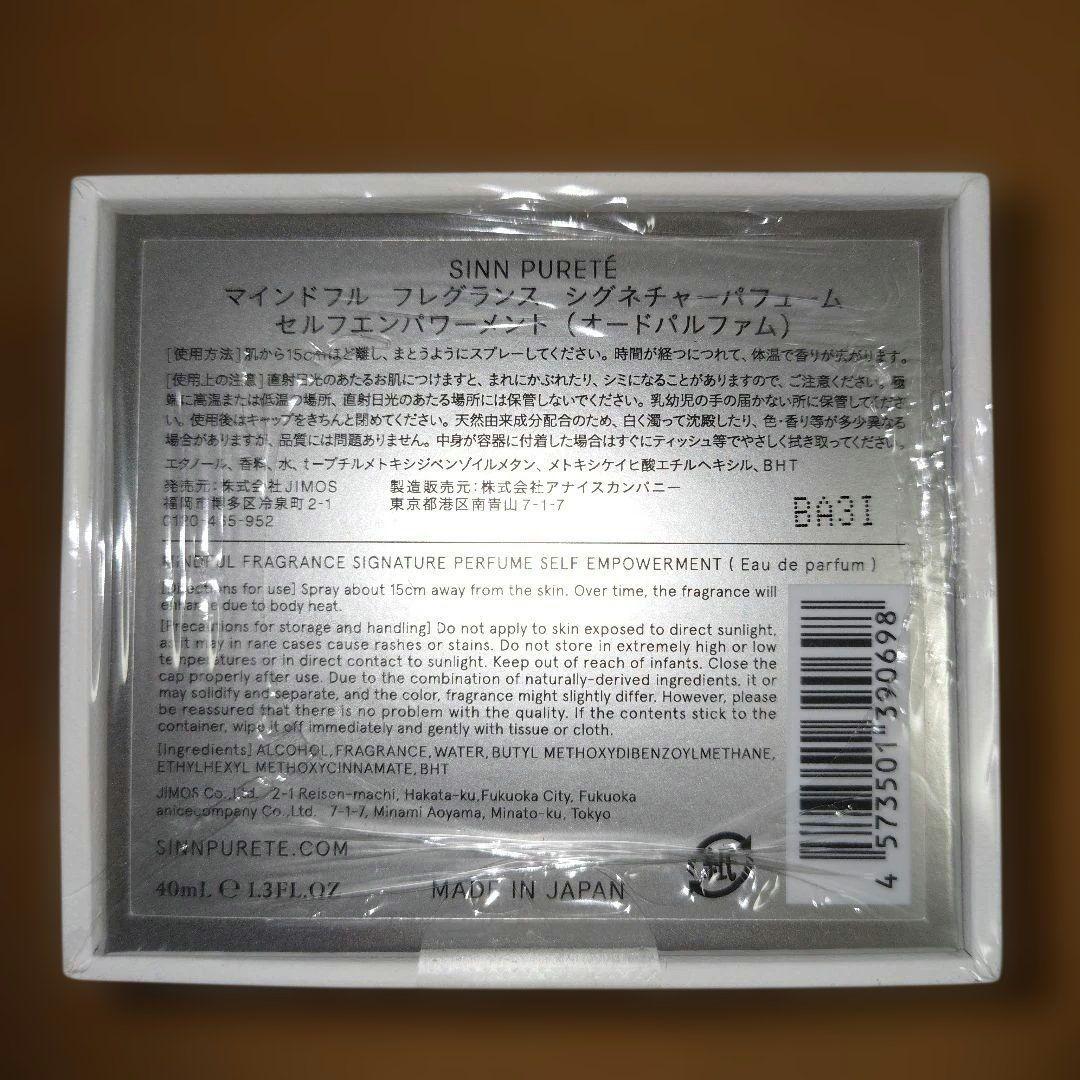 SINN PURETÉ
マインドフル フレグランス シグネチャーパフューム
セルフエンパワーメント（オードパルファム）
[使用方法]肌から15cmほど離し、まとうようにスプレーしてください。時間が経つにつれて、体温で香りが広がります。
[使用上の注意]直射日光のあたるお肌につけますと、まれにかぶれたり、シミになることがありますので、ご注意ください。極
端に高温または低温の場所、直射日光のあたる場所には保管しないでください。乳幼児の手の届かない所に保管してくださ
い。使用後はキャップをきちんと閉めてください。天然由来成分配合のため、白く濁って沈殿したり、色・香り等が多少異なる
場合がありますが、品質には問題ありません。中身が容器に付着した場合はすぐにティッシュ等でやさしく拭き取ってください。
エタノール、香料、水、t-ブチルメトキシジベンゾイルメタン、メトキシケイヒ酸エチルヘキシル、BHT
発売元：株式会社JIMOS 製造販売元：株式会社アナイスカンパニー
福岡市博多区冷泉町2-1 東京都港区南青山7-1-7
0120-465-952
BA3I
MINDFUL FRAGRANCE SIGNATURE PERFUME SELF EMPOWERMENT ( Eau de parfum )
[Directions for use] Spray about 15cm away from the skin. Over time, the fragrance will
enhance due to body heat.
[Precautions for storage and handling] Do not apply to skin exposed to direct sunlight,
as it may in rare cases cause rashes or stains. Do not store in extremely high or low
temperatures or in direct contact to sunlight. Keep out of reach of infants. Close the
cap properly after use. Due to the combination of naturally-derived ingredients, it or
may solidify and separate, and the color, fragrance might slightly differ. However, please
be reassured that there is no problem with the quality. If the contents stick to the
container, wipe it off immediately and gently with tissue or cloth.
[Ingredients] ALCOHOL, FRAGRANCE, WATER, BUTYL METHOXYDIBENZOYLMETHANE,
ETHYLHEXYL METHOXYCINNAMATE, BHT
JIMOS Co.,Ltd. 2-1 Reisen-machi, Hakata-ku,Fukuoka City, Fukuoka
anicecompany Co.,Ltd. 7-1-7, Minami Aoyama, Minato-ku, Tokyo
SINNPURETE.COM
40mL ℮ 1.3FL.OZ
MADE IN JAPAN
紙
4 573501 390698